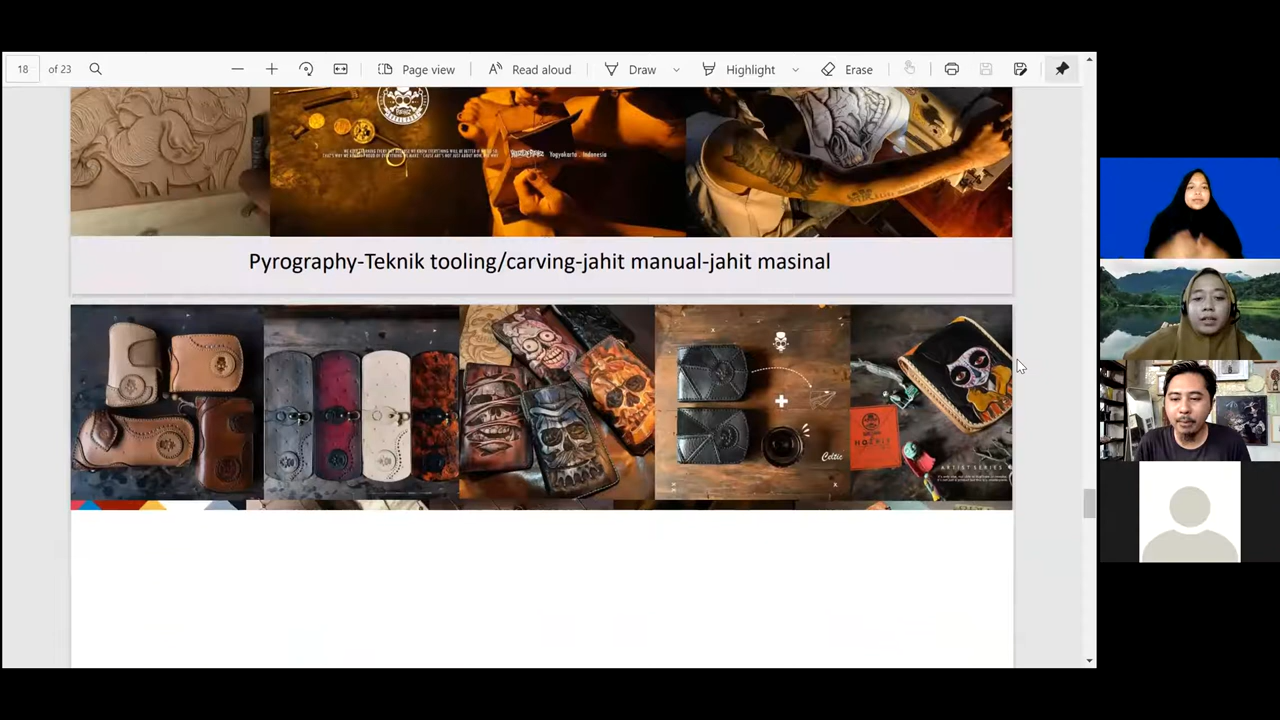 18 of 23 Page view Read aloud Draw Highlight Erase
Yogyakarta . Indonesia
Pyrography-Teknik tooling/carving-jahit manual-jahit masinal
Celtic
ARTIST SERIES